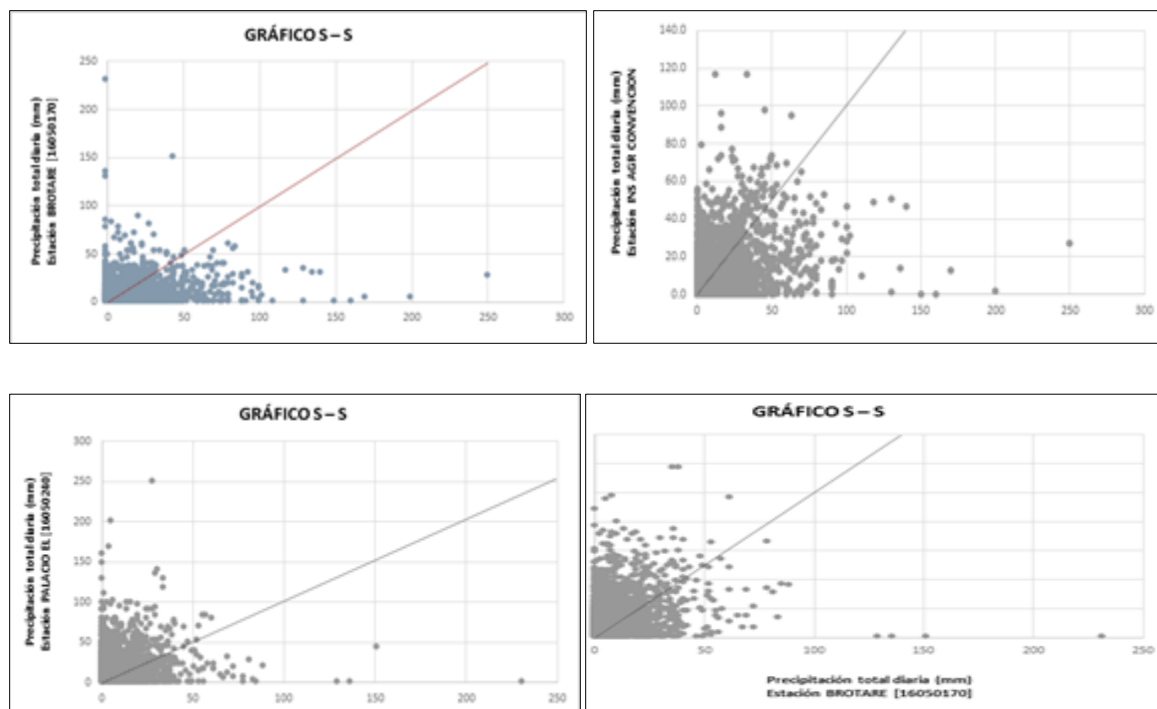 GRÁFICO S – S
Precipitación total diaria (mm)
Estación BROTARE [16050170]
250
200
150
100
50
0
0 50 100 150 200 250 300
Precipitación total diaria (mm)
Estación INS AGR CONVENCION
140.0
120.0
100.0
80.0
60.0
40.0
20.0
0.0
0 50 100 150 200 250 300
GRÁFICO S – S
Precipitación total diaria (mm)
Estación PALACIO EL [16050240]
300
250
200
150
100
50
0
0 50 100 150 200 250
GRÁFICO S – S
0 50 100 150 200 250
Precipitación total diaria (mm)
Estación BROTARE [16050170]